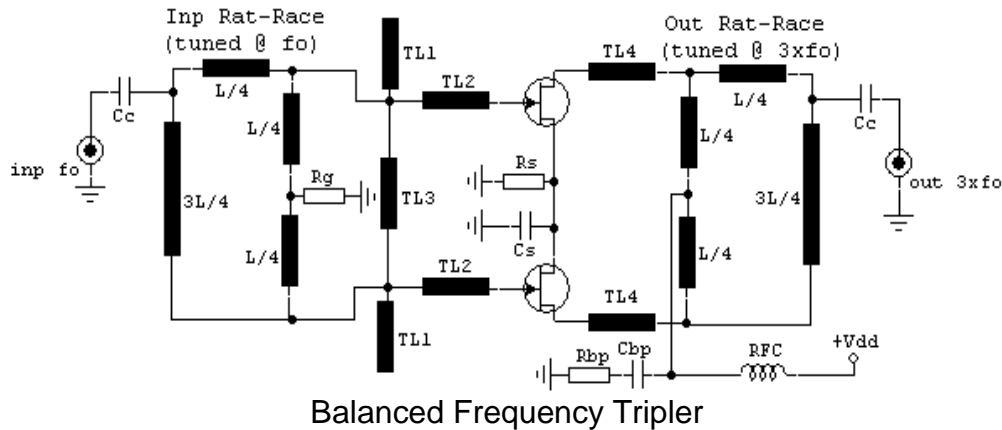 Inp Rat-Race
(tuned @ fo)
TL1
TL4
Out Rat-Race
(tuned @ 3xfo)
L/4
TL2
L/4
Cc
Cc
L/4
L/4
inp fo
Rg
Rs
out 3xfo
3L/4
TL3
3L/4
Cs
L/4
TL2
L/4
TL4
TL1
Rbp
Cbp
RFC
+Vdd
Balanced Frequency Tripler